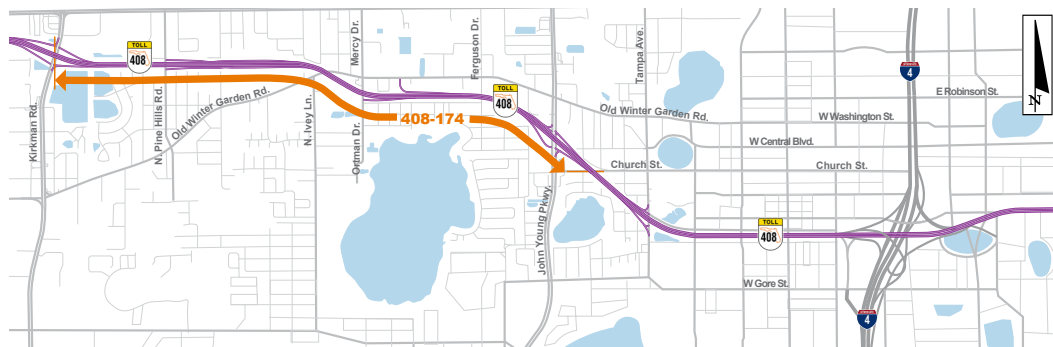 TOLL
408
Kirkman Rd.
N. Pine Hills Rd.
Old Winter Garden Rd.
N. Ivey Ln.
Mercy Dr.
Ortman Dr.
408-174
Ferguson Dr.
TOLL
408
John Young Pkwy.
Tampa Ave.
Old Winter Garden Rd.
Church St.
W Central Blvd.
W Washington St.
E Robinson St.
Church St.
4
TOLL
408
W Gore St.
4
N